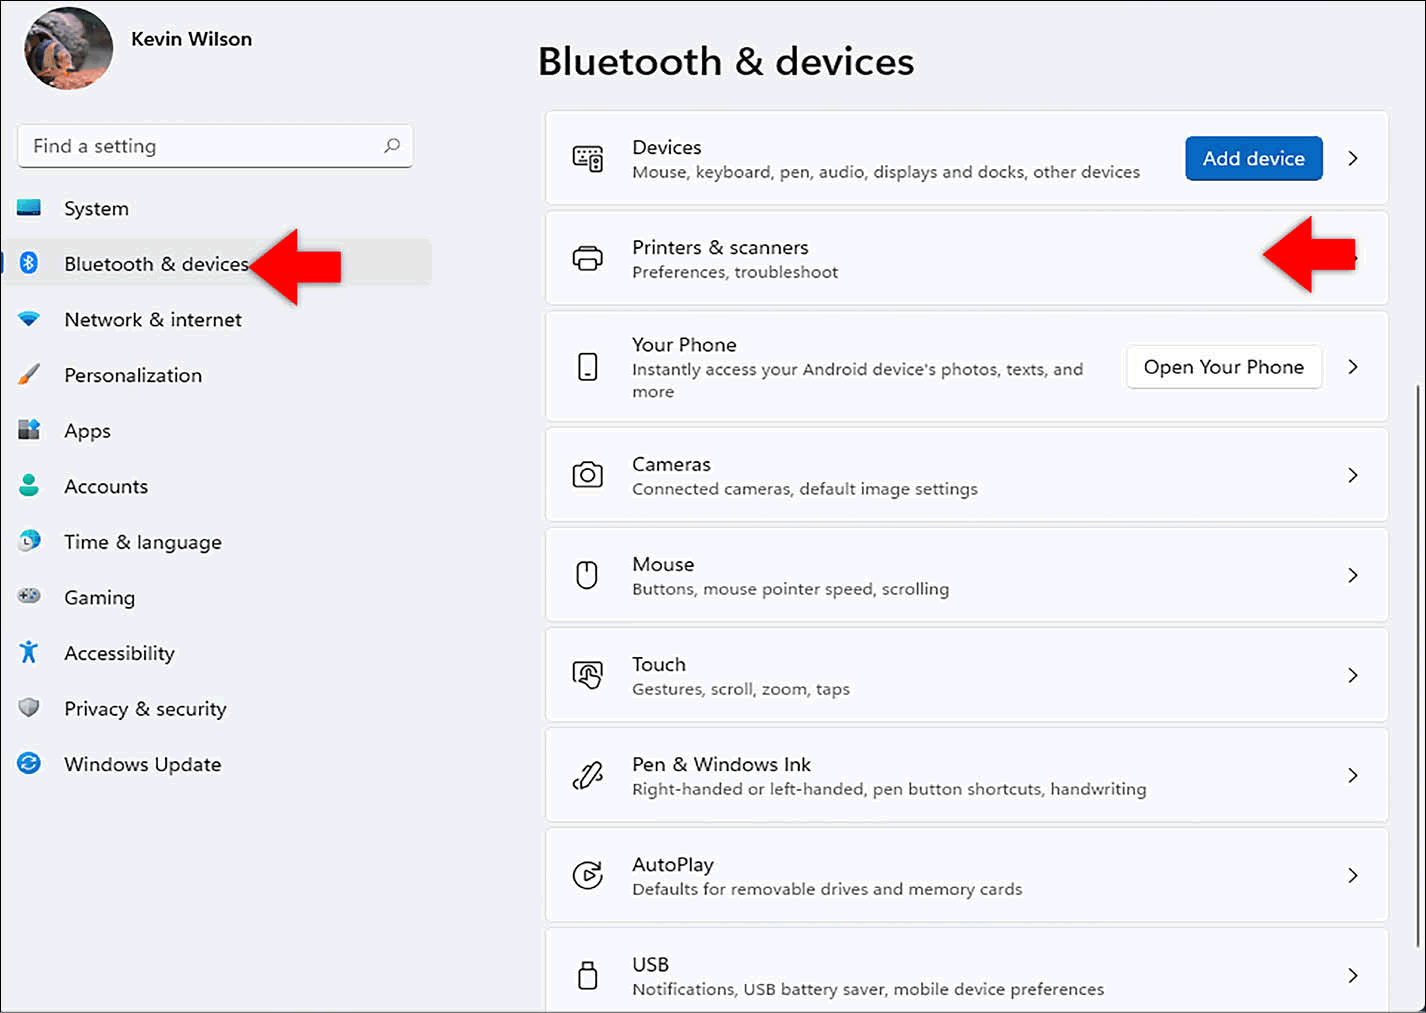 Kevin Wilson
Find a setting
System
Bluetooth & devices
Network & internet
Personalization
Apps
Accounts
Time & language
Gaming
Accessibility
Privacy & security
Windows Update
Bluetooth & devices
Devices
Mouse, keyboard, pen, audio, displays and docks, other devices
Add device
Printers & scanners
Preferences, troubleshoot
Your Phone
Instantly access your Android device's photos, texts, and
more
Open Your Phone
Cameras
Connected cameras, default image settings
Mouse
Buttons, mouse pointer speed, scrolling
Touch
Gestures, scroll, zoom, taps
Pen & Windows Ink
Right-handed or left-handed, pen button shortcuts, handwriting
AutoPlay
Defaults for removable drives and memory cards
USB
Notifications, USB battery saver, mobile device preferences